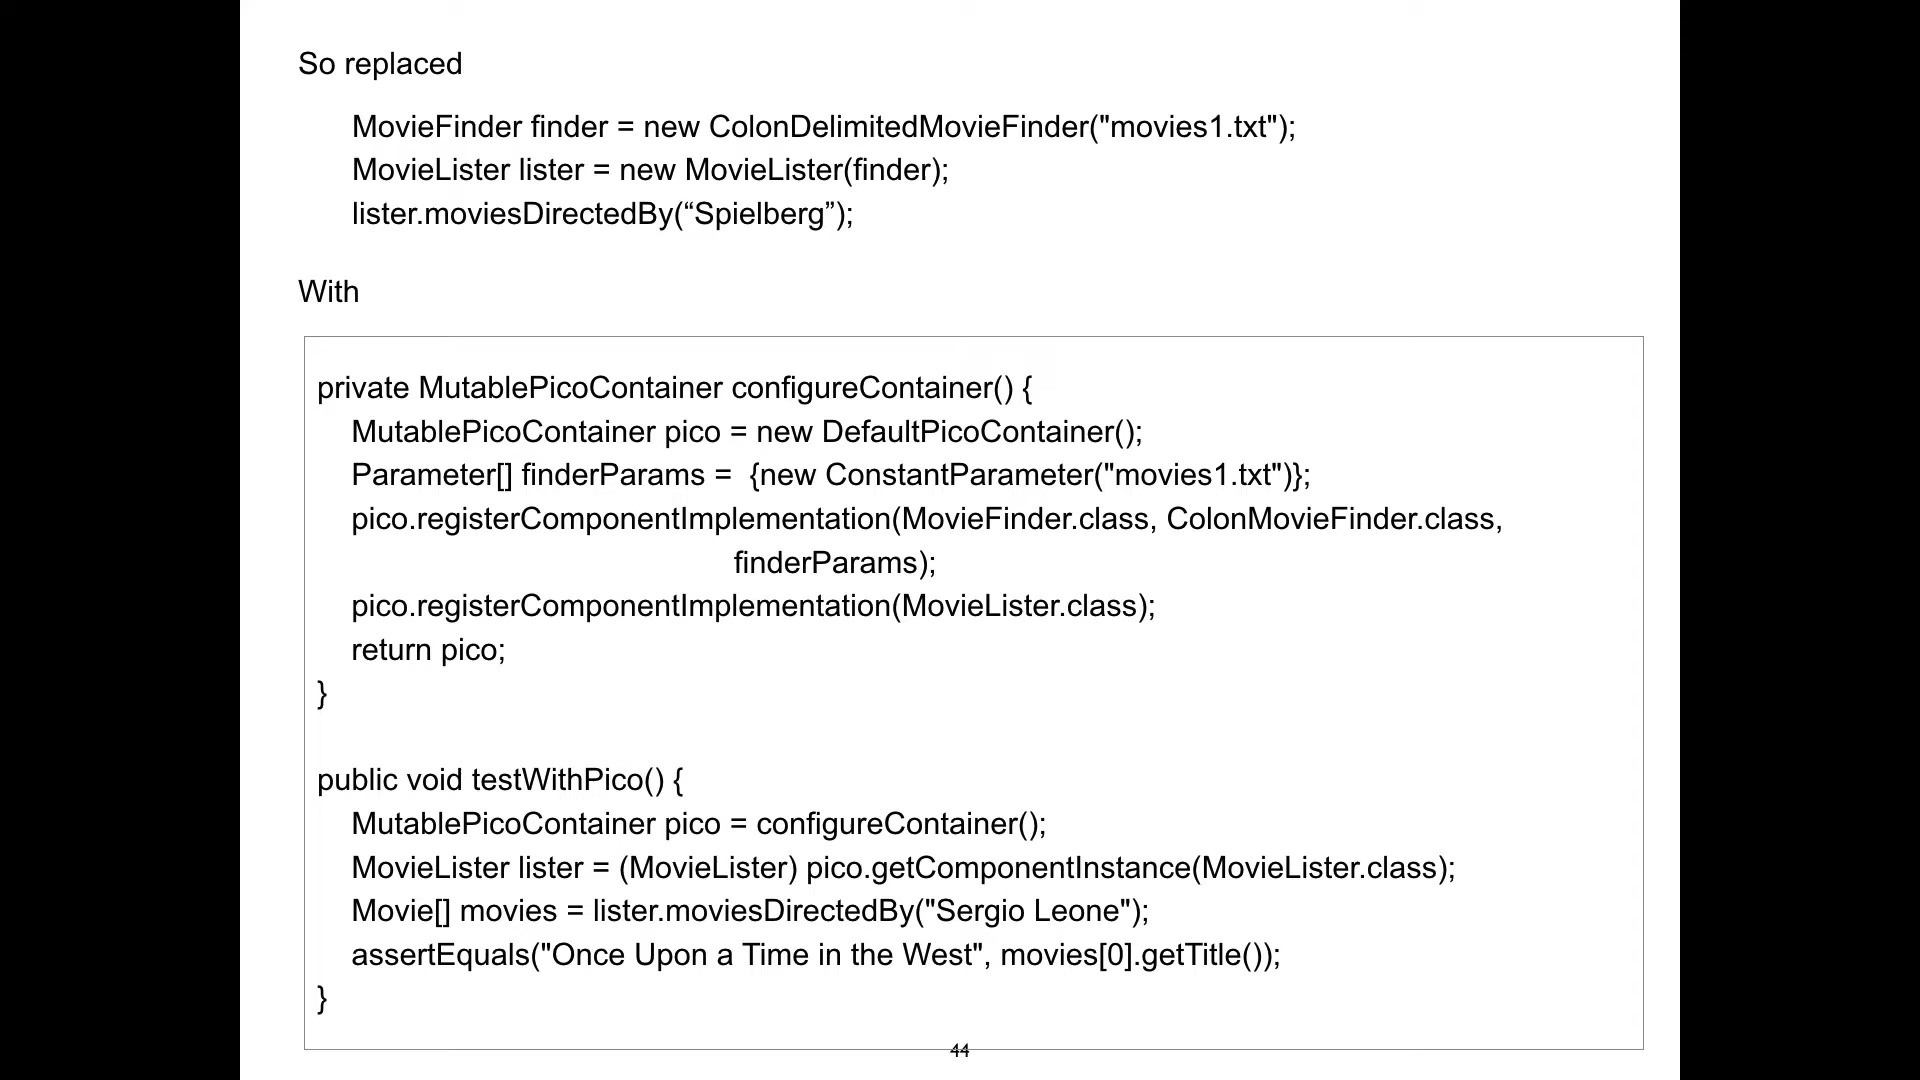 So replaced
MovieFinder finder = new ColonDelimitedMovieFinder("movies1.txt");
MovieLister lister = new MovieLister(finder);
lister.moviesDirectedBy(“Spielberg”);
With
private MutablePicoContainer configureContainer() {
MutablePicoContainer pico = new DefaultPicoContainer();
Parameter[] finderParams =  {new ConstantParameter("movies1.txt")};
pico.registerComponentImplementation(MovieFinder.class, ColonMovieFinder.class,
finderParams);
pico.registerComponentImplementation(MovieLister.class);
return pico;
}
public void testWithPico() {
MutablePicoContainer pico = configureContainer();
MovieLister lister = (MovieLister) pico.getComponentInstance(MovieLister.class);
Movie[] movies = lister.moviesDirectedBy("Sergio Leone");
assertEquals("Once Upon a Time in the West", movies[0].getTitle());
}
44